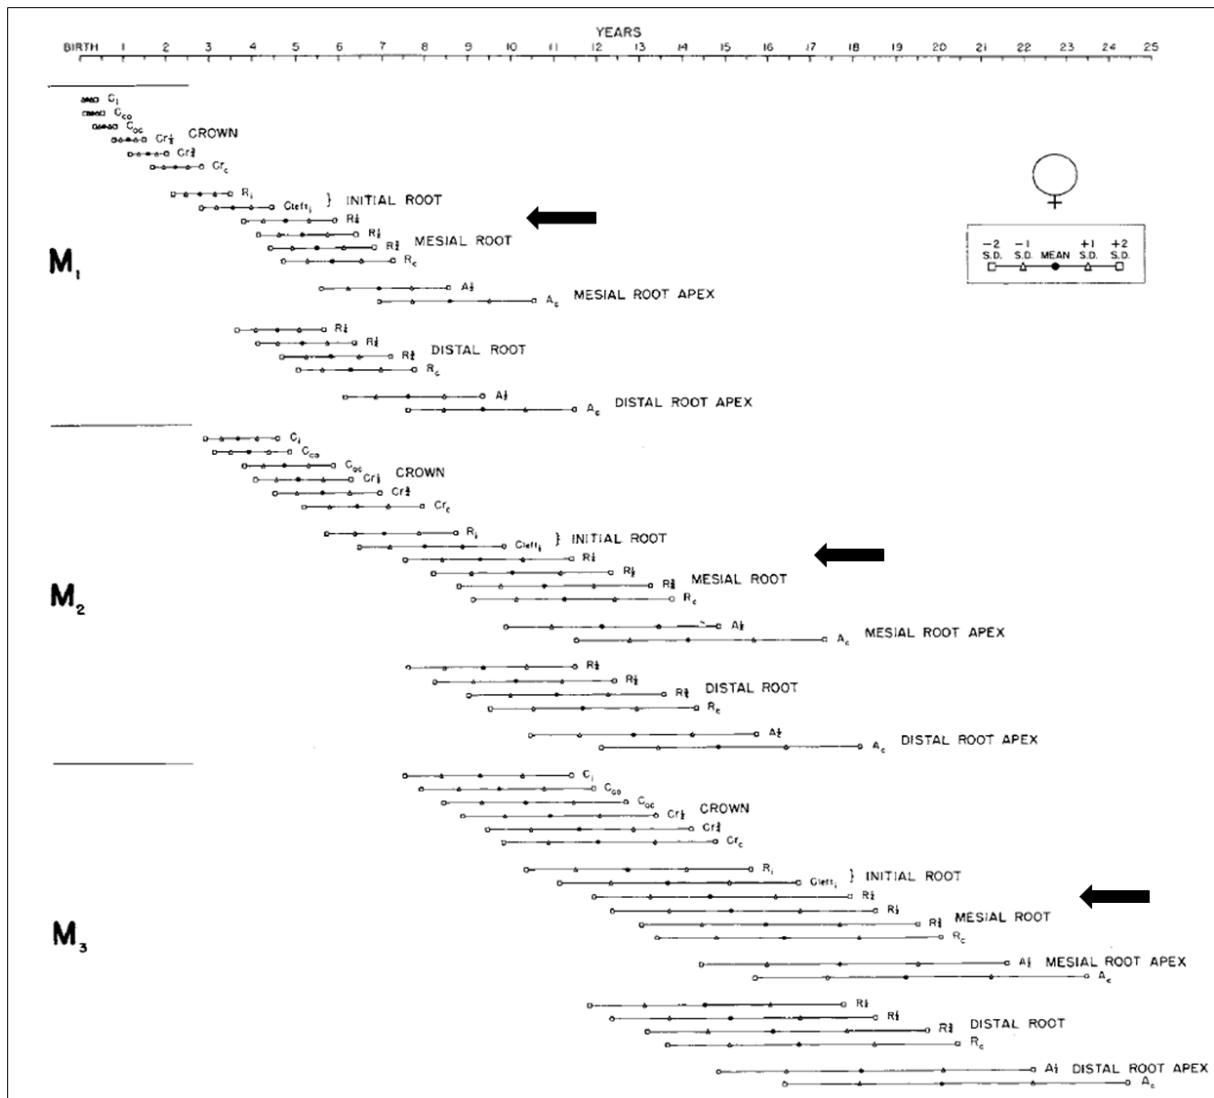 YEARS
BIRTH 1 2 3 4 5 6 7 8 9 10 11 12 13 14 15 16 17 18 19 20 21 22 23 24 25
Ci
Cco
Coc
Cr½ CROWN
Cr¾
Crc
Ri
Clefti } INITIAL ROOT
R¼
R½
R¾ MESIAL ROOT
Rc
A½ MESIAL ROOT APEX
Ac
R¼
R½
R¾ DISTAL ROOT
Rc
A½
Ac DISTAL ROOT APEX
M1
−2 −1 +1 +2
S.D. S.D. MEAN S.D. S.D.
Ci
Cco
Coc
Cr½ CROWN
Cr¾
Crc
Ri
Clefti } INITIAL ROOT
R¼
R½
R¾ MESIAL ROOT
Rc
A½
Ac MESIAL ROOT APEX
R¼
R½
R¾ DISTAL ROOT
Rc
A½
Ac DISTAL ROOT APEX
M2
Ci
Cco
Coc
Cr½ CROWN
Cr¾
Crc
Ri
Clefti } INITIAL ROOT
R¼
R½
R¾ MESIAL ROOT
Rc
A½ MESIAL ROOT APEX
Ac
R¼
R½
R¾ DISTAL ROOT
Rc
A½ DISTAL ROOT APEX
Ac
M3